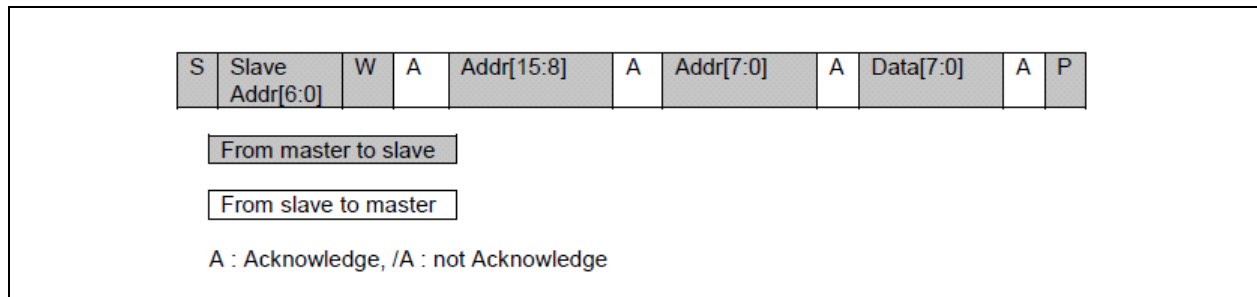 S Slave W A Addr[15:8] A Addr[7:0] A Data[7:0] A P
Addr[6:0]
From master to slave
From slave to master
A : Acknowledge, /A : not Acknowledge